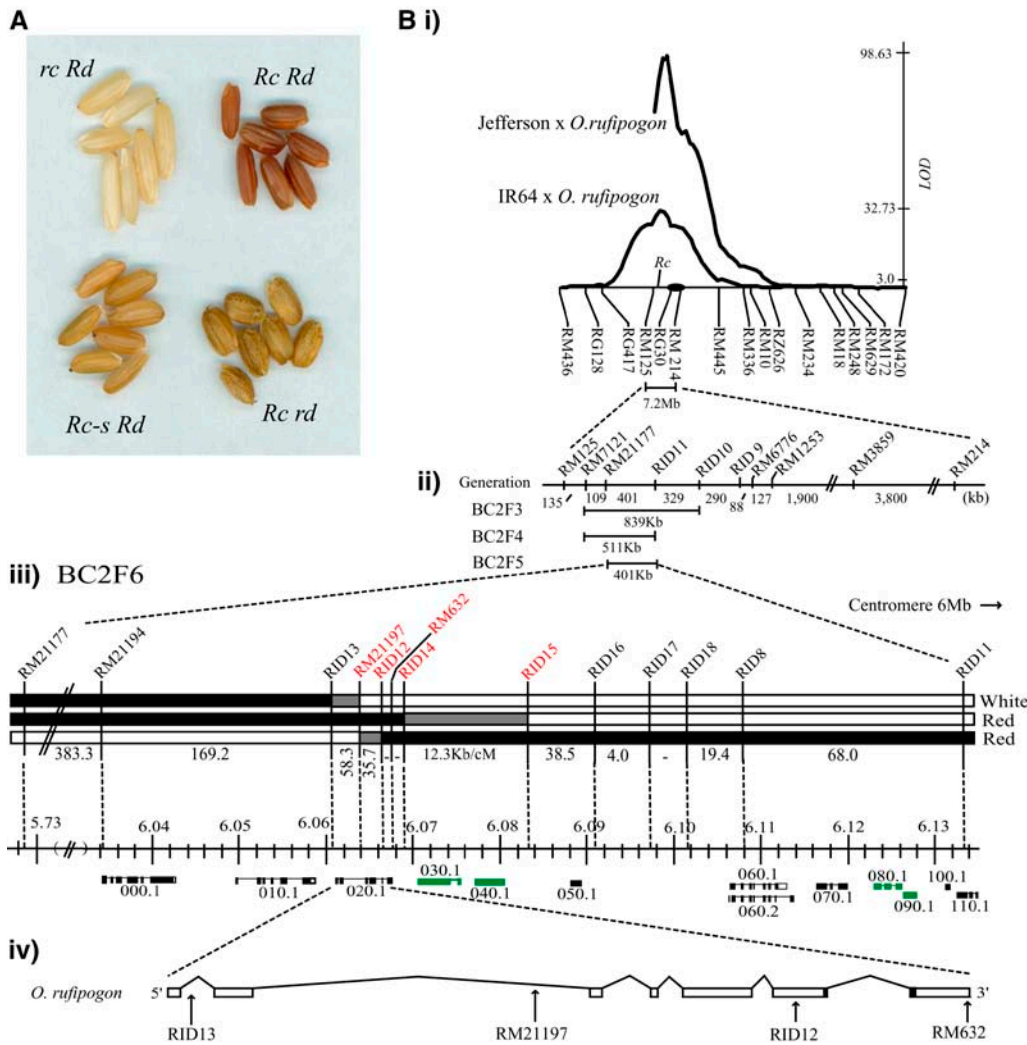 A
rc Rd
Rc Rd
Rc-s Rd
Rc rd
B i)
98.63
Jefferson x O.rufipogon
LOD
IR64 x O. rufipogon
32.73
Rc
3.0
RM436
RG128
RG417
RM125
RG30
RM 214
RM445
RM336
RM10
RZ626
RM234
RM18
RM248
RM629
RM172
RM420
7.2Mb
RM125
RM7121
RM21177
RID11
RID10
RID 9
RM6776
RM1253
RM3859
RM214
ii)
Generation
135 109 401 329 290 88 127 1,900 3,800 (kb)
BC2F3
839Kb
BC2F4
511Kb
BC2F5
401Kb
iii) BC2F6
Centromere 6Mb →
RM21177
RM21194
RID13
RM21197
RID12
RM632
RID14
RID15
RID16
RID17
RID18
RID8
RID11
White
Red
Red
383.3 169.2 58.3 35.7 - - 12.3Kb/cM 38.5 4.0 - 19.4 68.0
5.73 6.04 6.05 6.06 6.07 6.08 6.09 6.10 6.11 6.12 6.13
000.1
010.1
020.1
030.1
040.1
050.1
060.1
060.2
070.1
080.1
090.1
100.1
110.1
iv)
O. rufipogon 5' 3'
RID13
RM21197
RID12
RM632